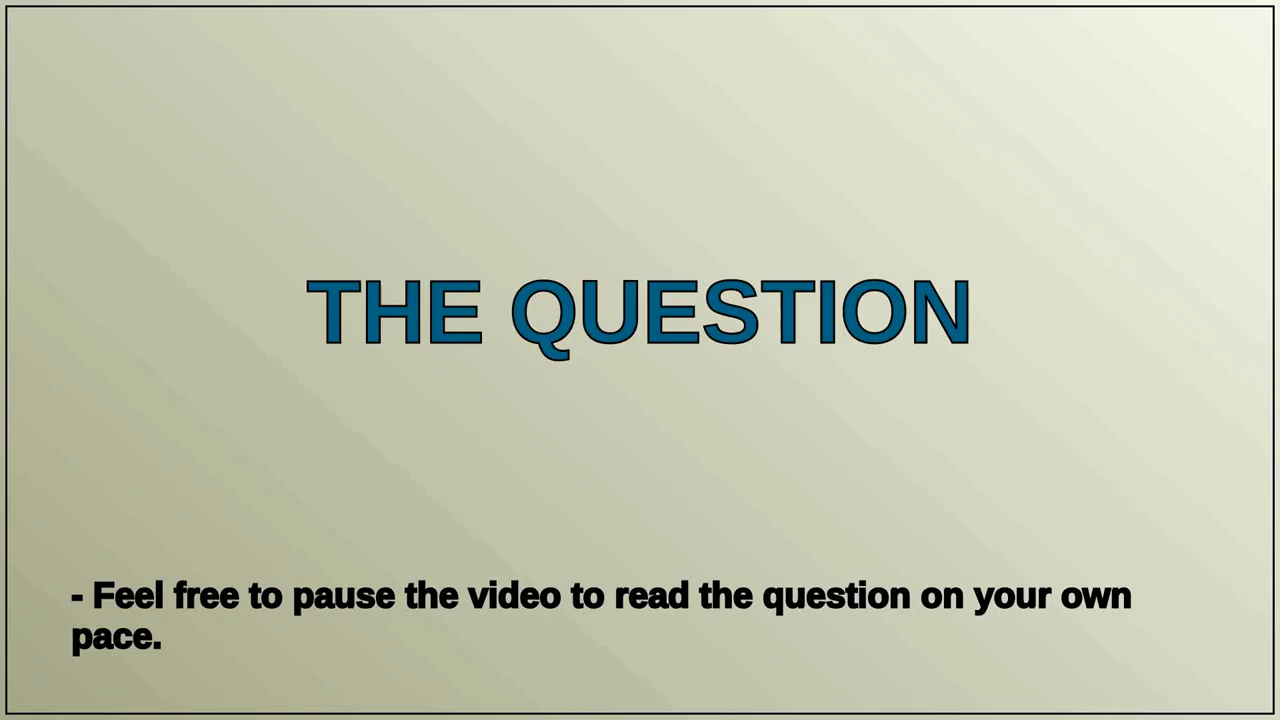 THE QUESTION
- Feel free to pause the video to read the question on your own
pace.